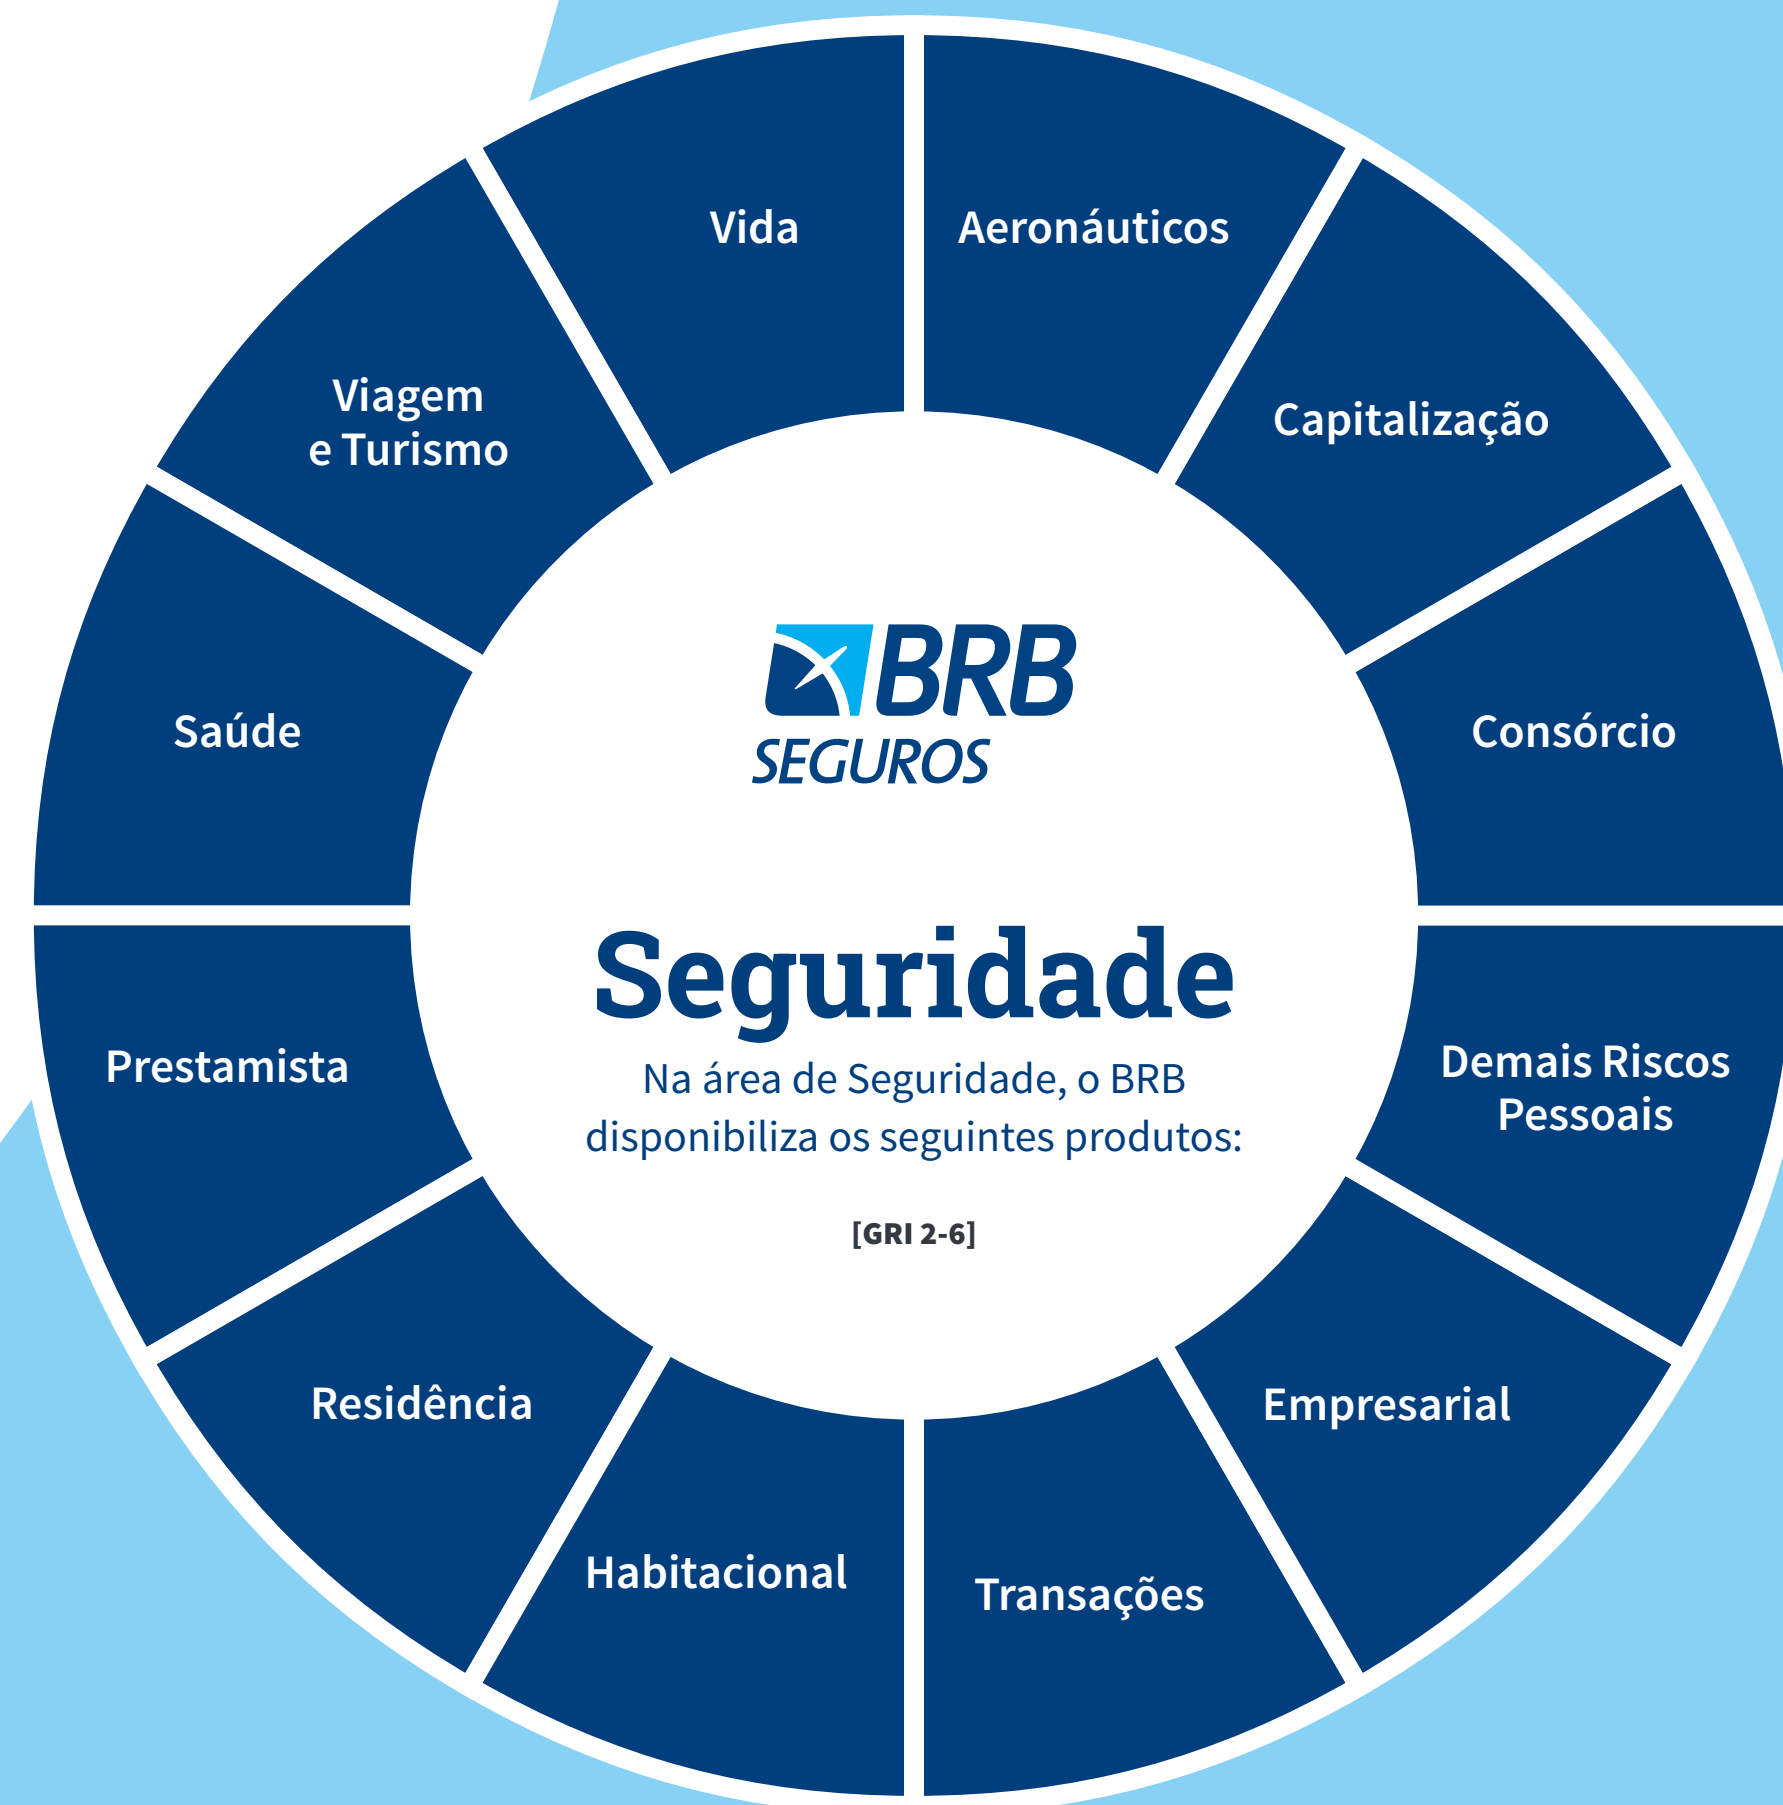 BRB
SEGUROS
Seguridade
Na área de Seguridade, o BRB
disponibiliza os seguintes produtos:
[GRI 2-6]
Aeronáuticos
Capitalização
Consórcio
Demais Riscos
Pessoais
Empresarial
Transações
Habitacional
Residência
Prestamista
Saúde
Viagem
e Turismo
Vida